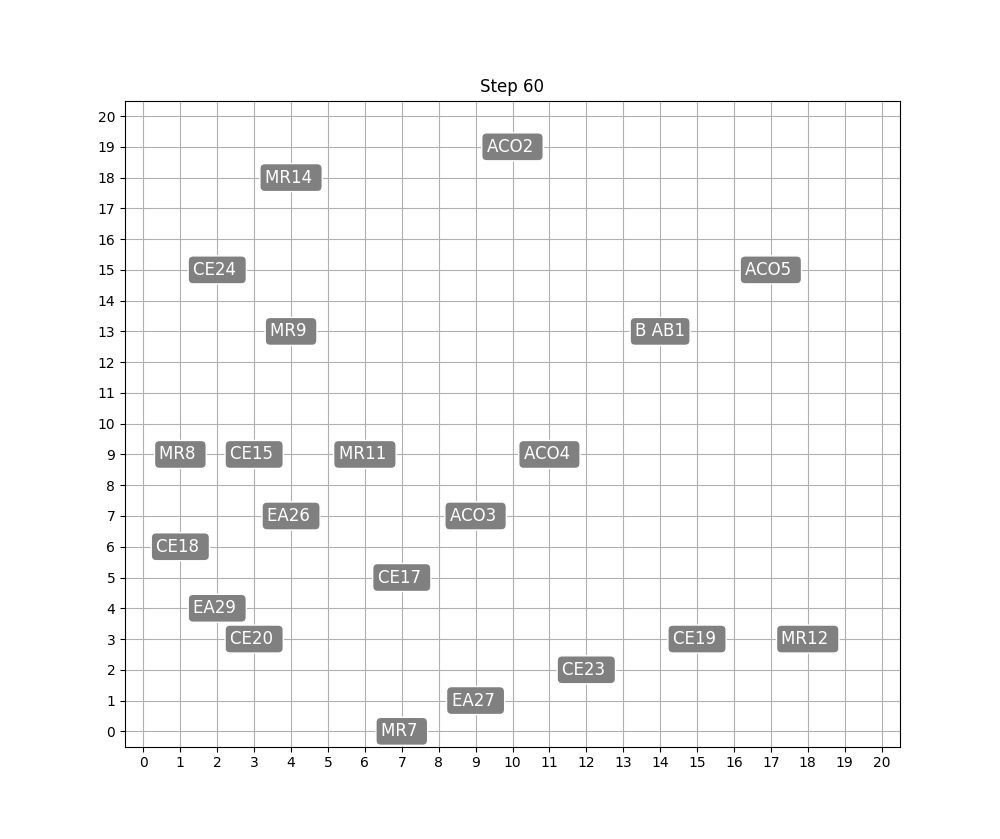 Step 60
20
19
18
17
16
15
14
13
12
11
10
9
8
7
6
5
4
3
2
1
0
ACO2
MR14
CE24
ACO5
MR9
B AB1
MR8 CE15 MR11 ACO4
EA26 ACO3
CE18
CE17
EA29
CE20 CE19 MR12
CE23
EA27
MR7
0 1 2 3 4 5 6 7 8 9 10 11 12 13 14 15 16 17 18 19 20